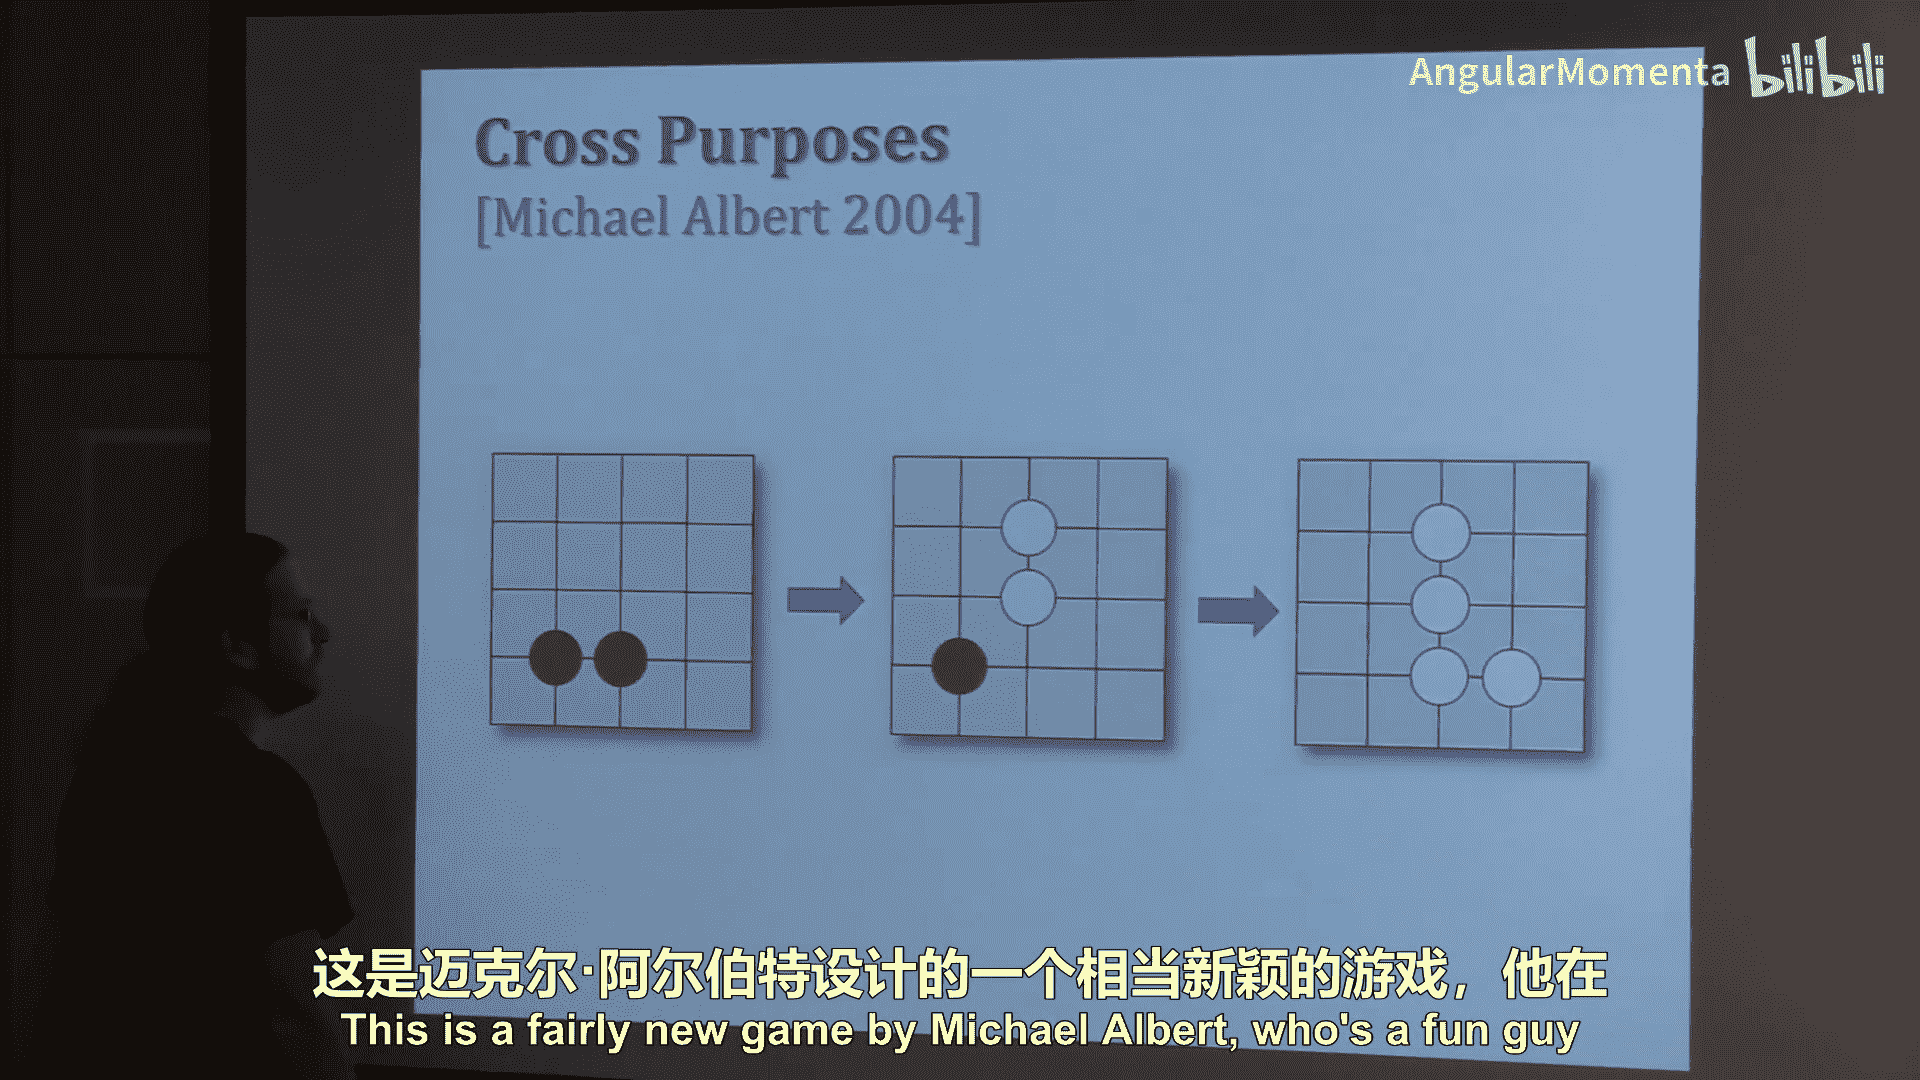 AngularMomenta bilibili
Cross Purposes
[Michael Albert 2004]
这是迈克尔·阿尔伯特设计的一个相当新颖的游戏，他在
This is a fairly new game by Michael Albert, who's a fun guy